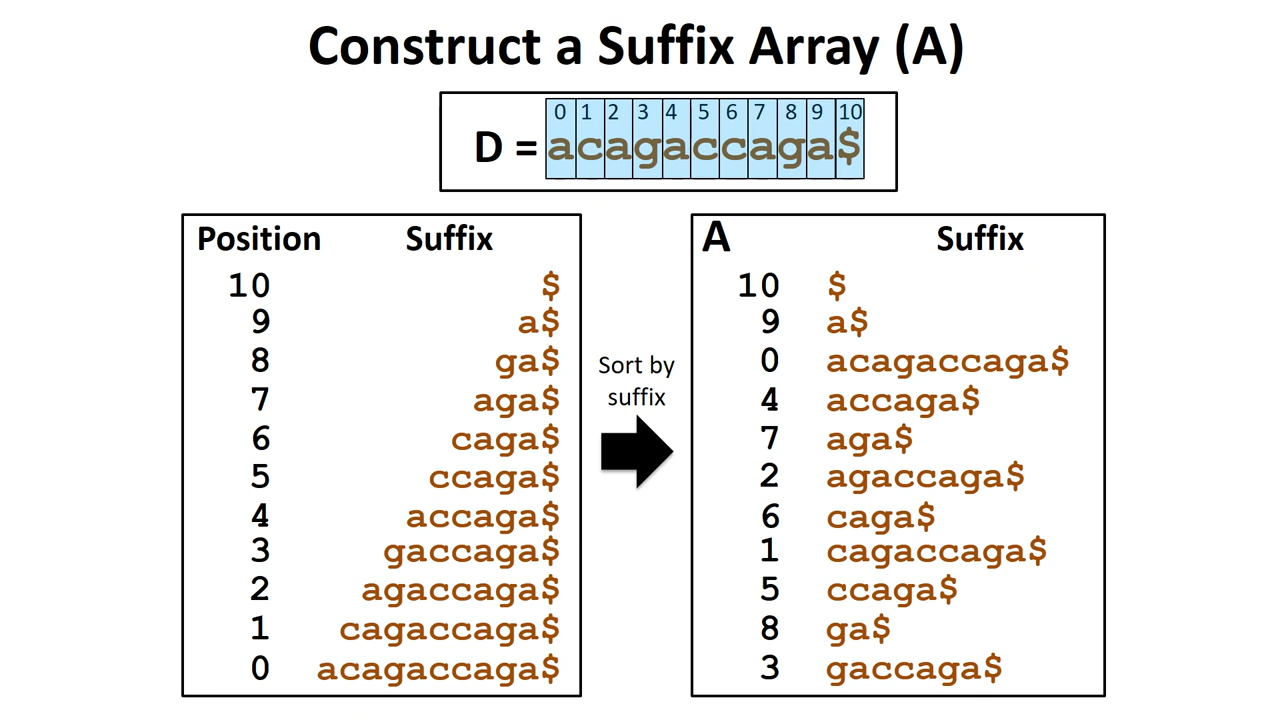 Construct a Suffix Array (A)
0 1 2 3 4 5 6 7 8 9 10
D = acagaccaga$
Position Suffix
10 $
9 a$
8 ga$
7 aga$
6 caga$
5 ccaga$
4 accaga$
3 gaccaga$
2 agaccaga$
1 cagaccaga$
0 acagaccaga$
Sort by
suffix
A Suffix
10 $
9 a$
0 acagaccaga$
4 accaga$
7 aga$
2 agaccaga$
6 caga$
1 cagaccaga$
5 ccaga$
8 ga$
3 gaccaga$